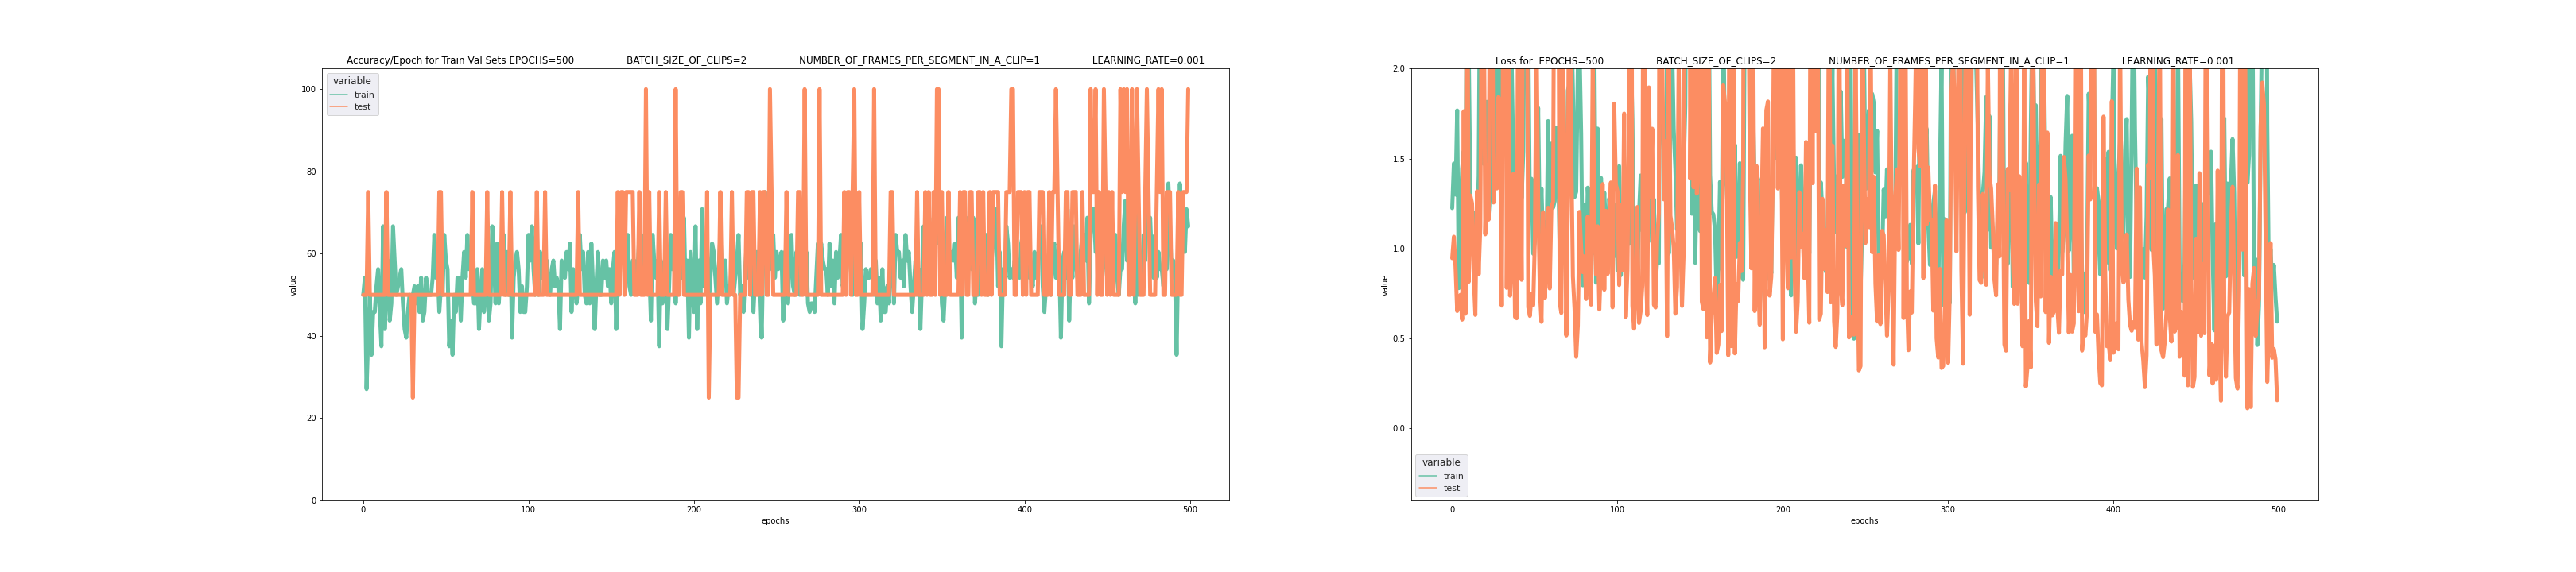 Accuracy/Epoch for Train Val Sets EPOCHS=500 BATCH_SIZE_OF_CLIPS=2 NUMBER_OF_FRAMES_PER_SEGMENT_IN_A_CLIP=1 LEARNING_RATE=0.001
variable
train
test
100
80
60
40
20
0
value
0 100 200 300 400 500
epochs
Loss for EPOCHS=500 BATCH_SIZE_OF_CLIPS=2 NUMBER_OF_FRAMES_PER_SEGMENT_IN_A_CLIP=1 LEARNING_RATE=0.001
2.0
1.5
1.0
0.5
0.0
value
variable
train
test
0 100 200 300 400 500
epochs